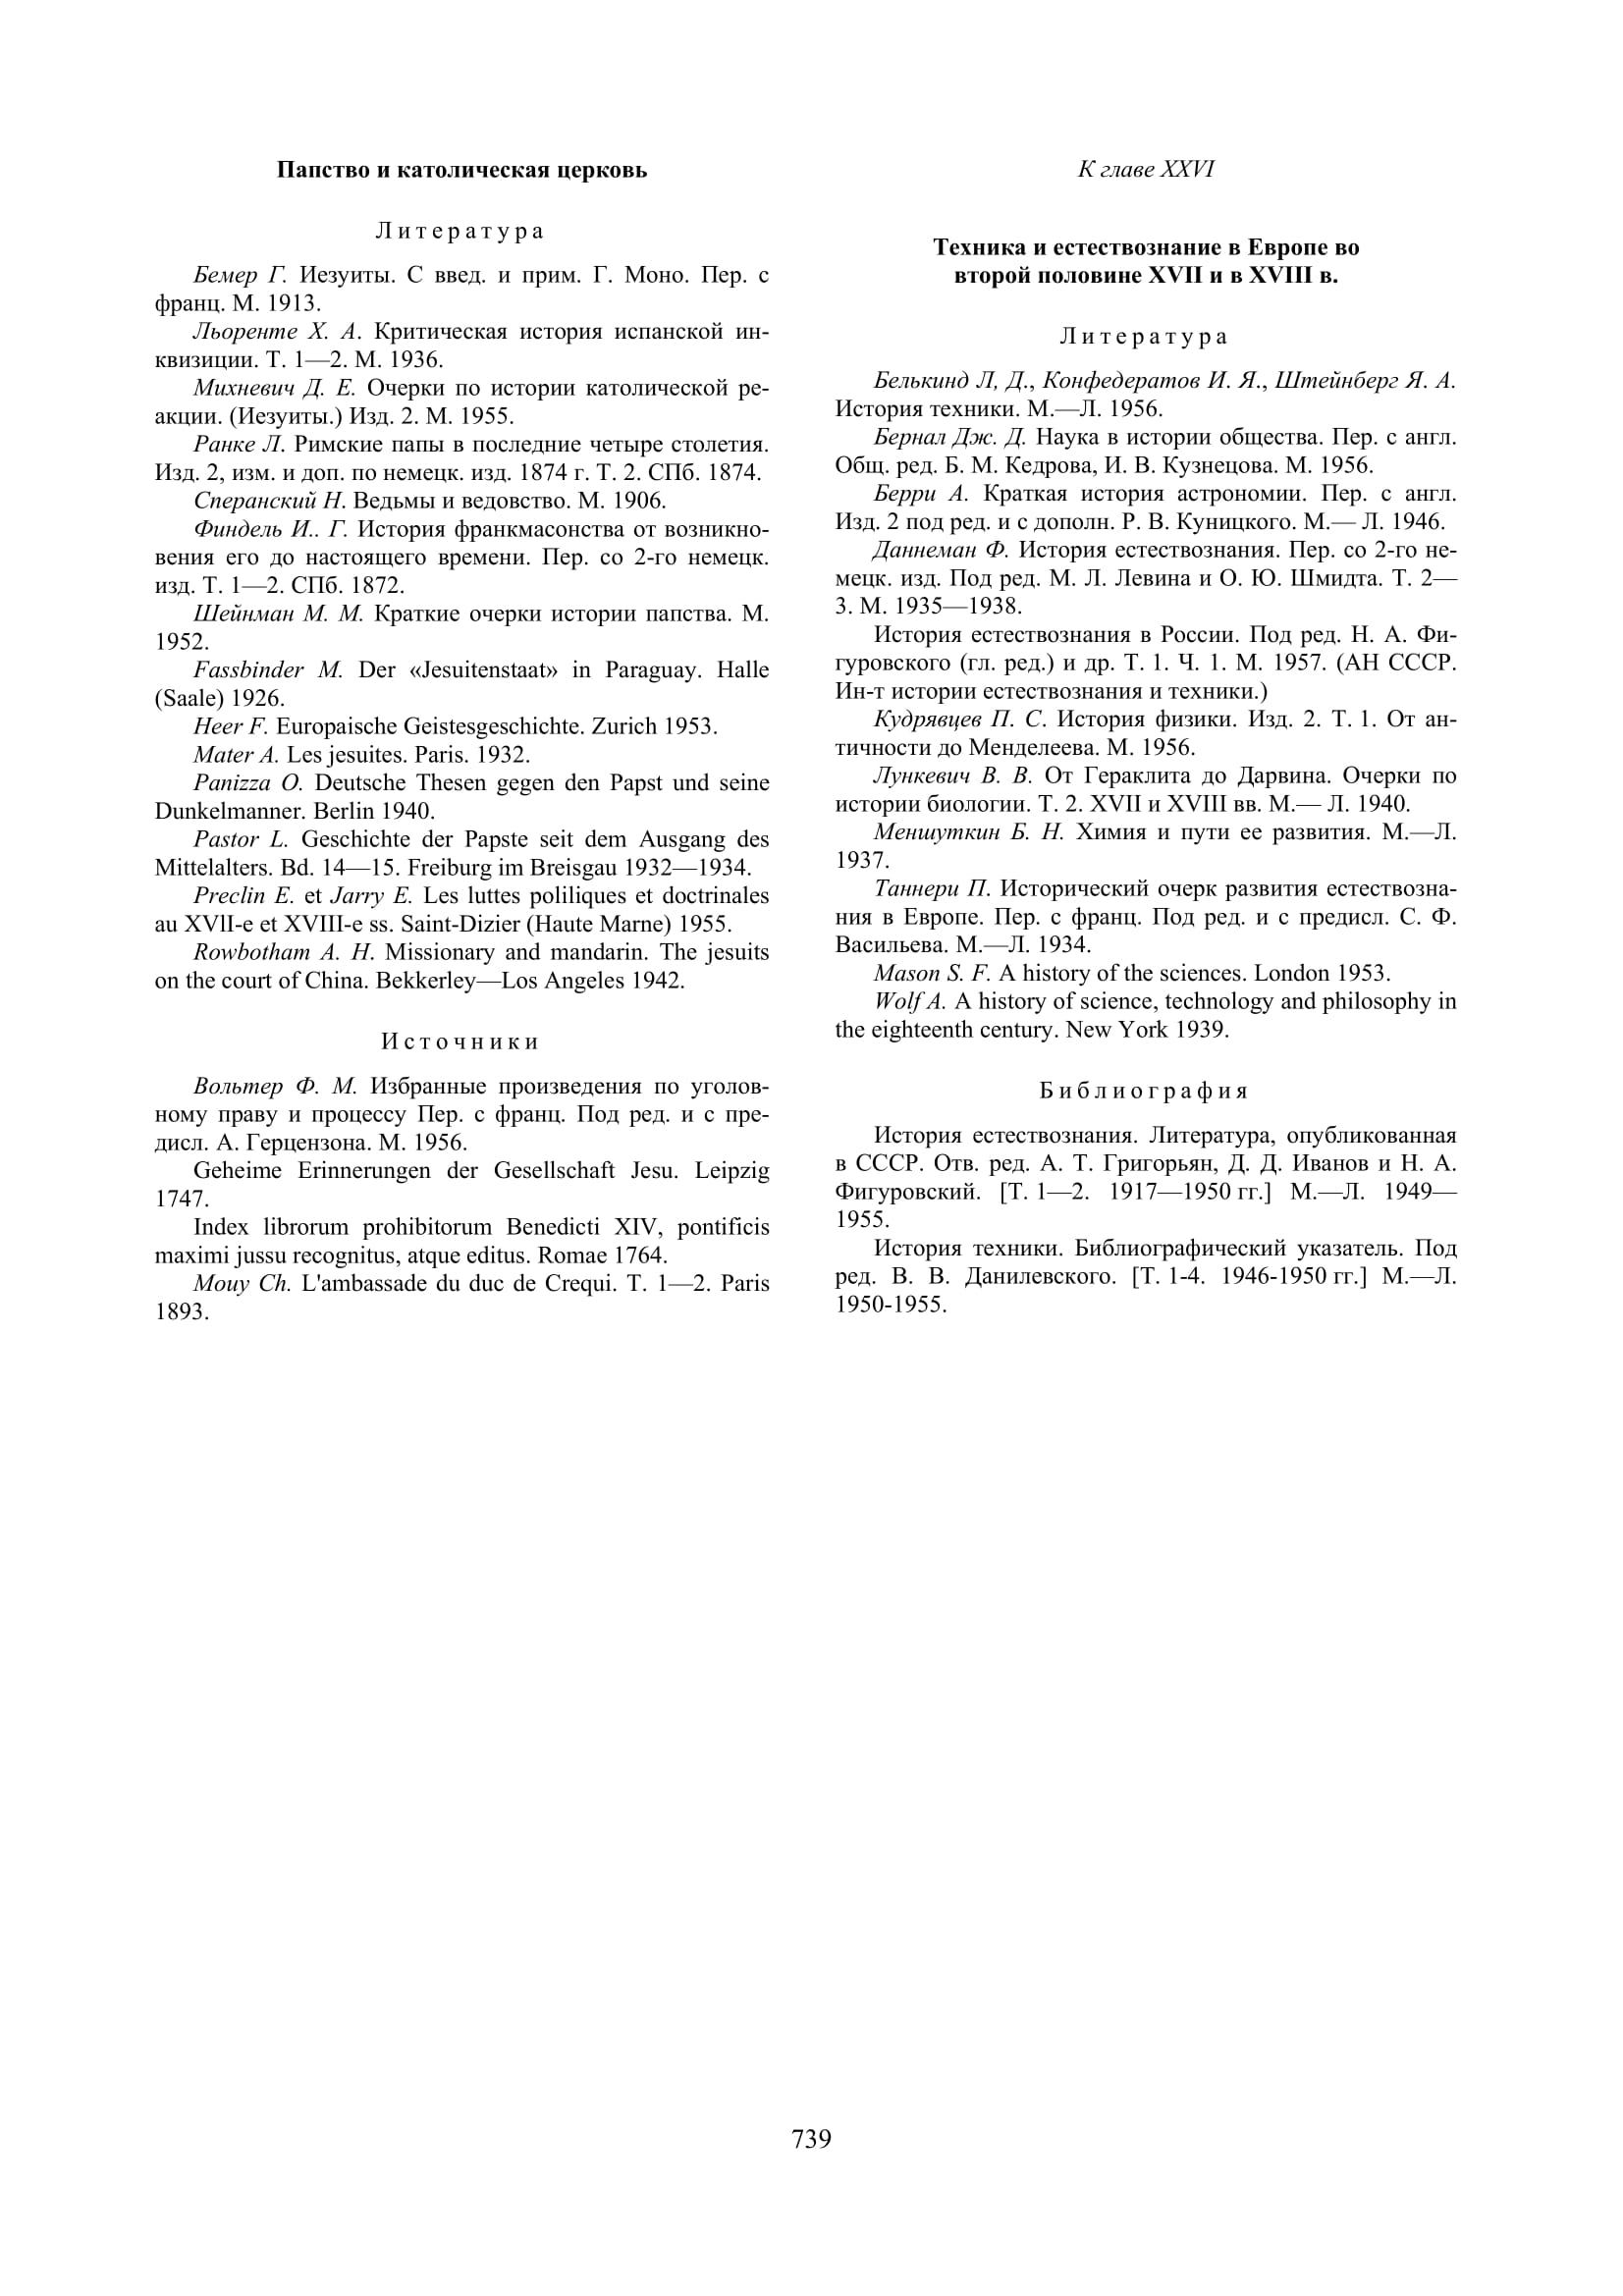 Папство и католическая церковь
Литература
Бемер Г. Иезуиты. С введ. и прим. Г. Моно. Пер. с
франц. М. 1913.
Льоренте X. А. Критическая история испанской ин-
квизиции. Т. 1—2. М. 1936.
Михневич Д. Е. Очерки по истории католической ре-
акции. (Иезуиты.) Изд. 2. М. 1955.
Ранке Л. Римские папы в последние четыре столетия.
Изд. 2, изм. и доп. по немецк. изд. 1874 г. Т. 2. СПб. 1874.
Сперанский Н. Ведьмы и ведовство. М. 1906.
Финдель И.. Г. История франкмасонства от возникно-
вения его до настоящего времени. Пер. со 2-го немецк.
изд. Т. 1—2. СПб. 1872.
Шейнман М. М. Краткие очерки истории папства. М.
1952.
Fassbinder M. Der «Jesuitenstaat» in Paraguay. Halle
(Saale) 1926.
Heer F. Europaische Geistesgeschichte. Zurich 1953.
Mater A. Les jesuites. Paris. 1932.
Panizza O. Deutsche Thesen gegen den Papst und seine
Dunkelmanner. Berlin 1940.
Pastor L. Geschichte der Papste seit dem Ausgang des
Mittelalters. Bd. 14—15. Freiburg im Breisgau 1932—1934.
Preclin E. et Jarry E. Les luttes poliliques et doctrinales
au XVII-e et XVIII-e ss. Saint-Dizier (Haute Marne) 1955.
Rowbotham A. H. Missionary and mandarin. The jesuits
on the court of China. Bekkerley—Los Angeles 1942.
Источники
Вольтер Ф. М. Избранные произведения по уголов-
ному праву и процессу Пер. с франц. Под ред. и с пре-
дисл. А. Герцензона. М. 1956.
Geheime Erinnerungen der Gesellschaft Jesu. Leipzig
1747.
Index librorum prohibitorum Benedicti XIV, pontificis
maximi jussu recognitus, atque editus. Romae 1764.
Mouy Ch. L'ambassade du duc de Crequi. T. 1—2. Paris
1893.
К главе XXVI
Техника и естествознание в Европе во
второй половине XVII и в XVIII в.
Литература
Белькинд Л, Д., Конфедератов И. Я., Штейнберг Я. А.
История техники. М.—Л. 1956.
Бернал Дж. Д. Наука в истории общества. Пер. с англ.
Общ. ред. Б. М. Кедрова, И. В. Кузнецова. М. 1956.
Берри А. Краткая история астрономии. Пер. с англ.
Изд. 2 под ред. и с дополн. Р. В. Куницкого. М.— Л. 1946.
Даннеман Ф. История естествознания. Пер. со 2-го не-
мецк. изд. Под ред. М. Л. Левина и О. Ю. Шмидта. Т. 2—
3. М. 1935—1938.
История естествознания в России. Под ред. Н. А. Фи-
гуровского (гл. ред.) и др. Т. 1. Ч. 1. М. 1957. (АН СССР.
Ин-т истории естествознания и техники.)
Кудрявцев П. С. История физики. Изд. 2. Т. 1. От ан-
тичности до Менделеева. М. 1956.
Лункевич В. В. От Гераклита до Дарвина. Очерки по
истории биологии. Т. 2. XVII и XVIII вв. М.— Л. 1940.
Меншуткин Б. Н. Химия и пути ее развития. М.—Л.
1937.
Таннери П. Исторический очерк развития естествозна-
ния в Европе. Пер. с франц. Под ред. и с предисл. С. Ф.
Васильева. М.—Л. 1934.
Mason S. F. A history of the sciences. London 1953.
Wolf A. A history of science, technology and philosophy in
the eighteenth century. New York 1939.
Библиография
История естествознания. Литература, опубликованная
в СССР. Отв. ред. А. Т. Григорьян, Д. Д. Иванов и Н. А.
Фигуровский. [Т. 1—2. 1917—1950 гг.] М.—Л. 1949—
1955.
История техники. Библиографический указатель. Под
ред. В. В. Данилевского. [Т. 1-4. 1946-1950 гг.] М.—Л.
1950-1955.
739